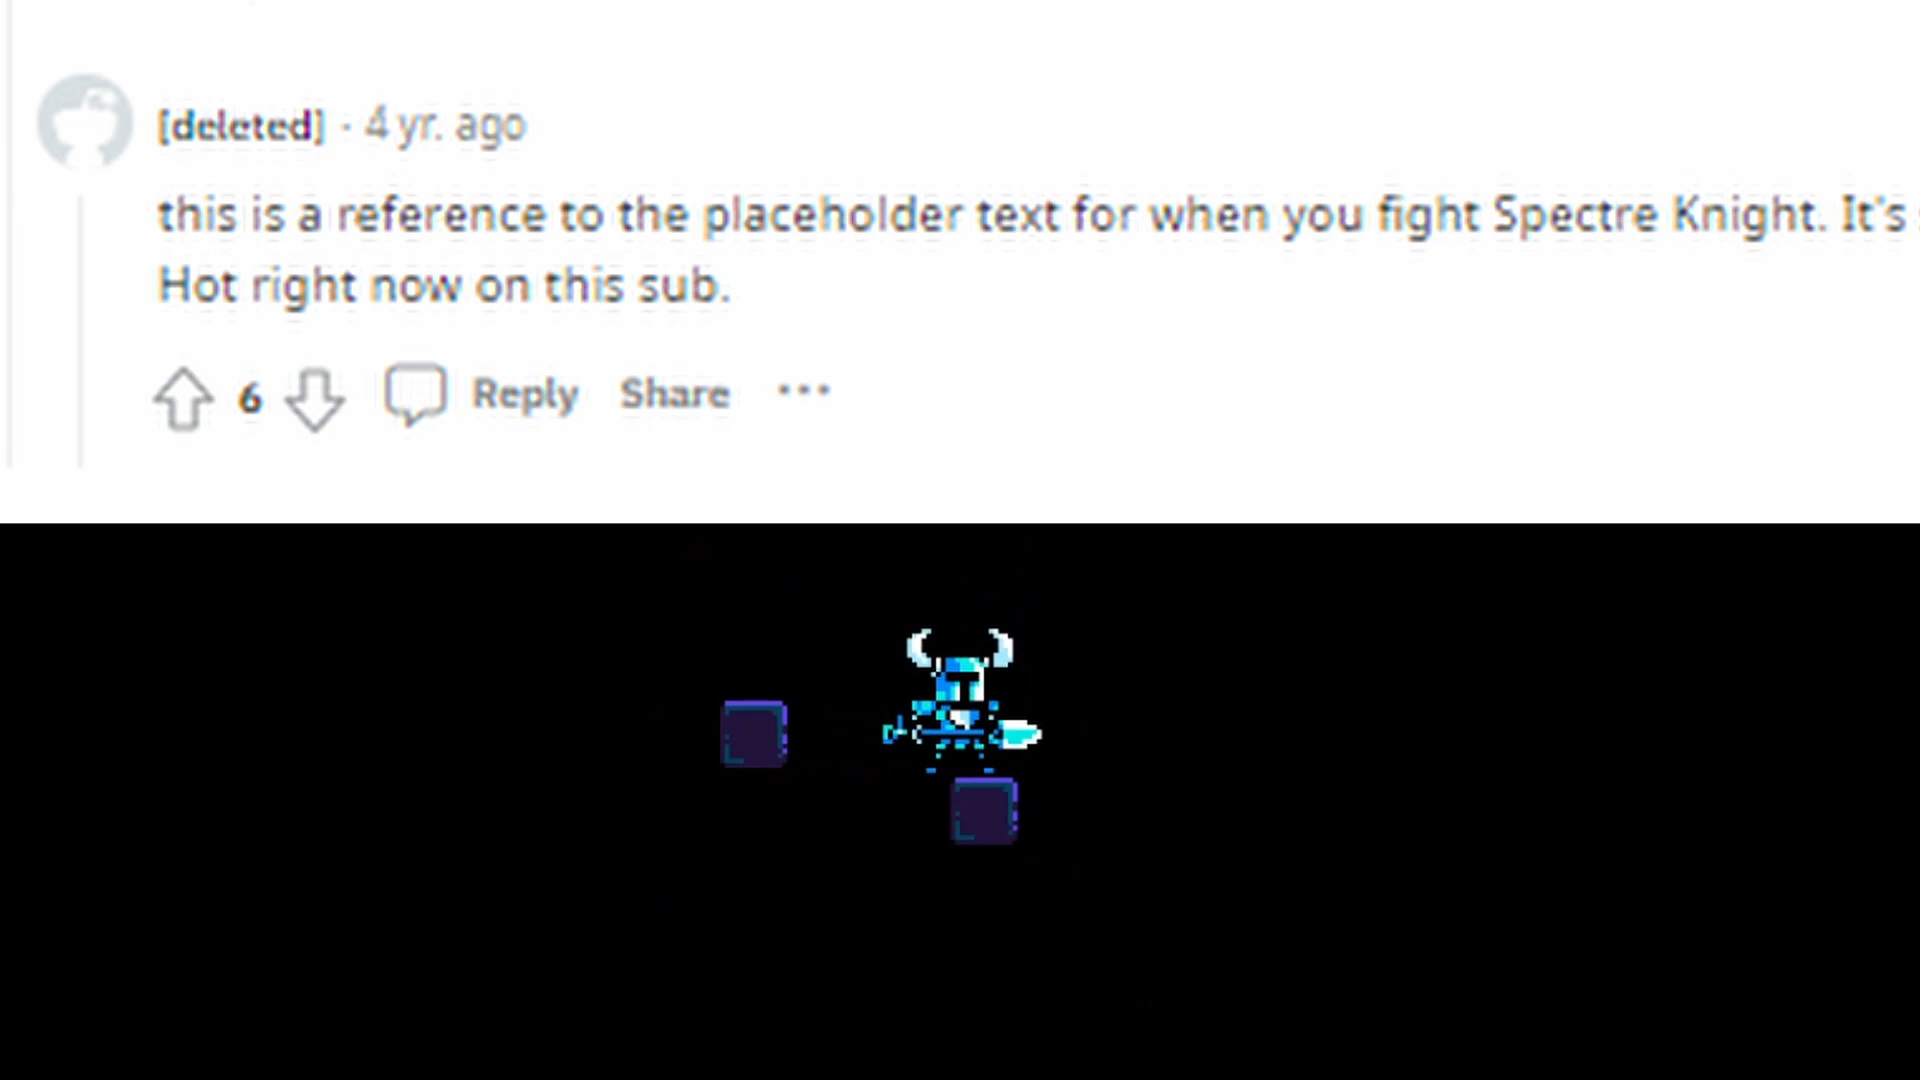 [deleted] · 4 yr. ago
this is a reference to the placeholder text for when you fight Spectre Knight. It's
Hot right now on this sub.
6 Reply Share ···